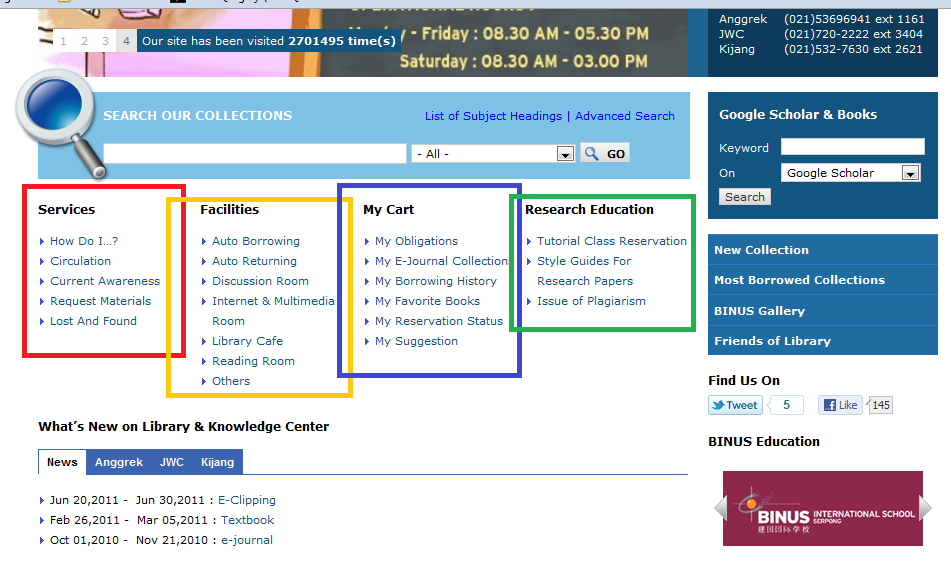 - Friday : 08.30 AM - 05.30 PM
Saturday : 08.30 AM - 03.00 PM
1 2 3 4 Our site has been visited 2701495 time(s)
Anggrek (021)53696941 ext 1161
JWC (021)720-2222 ext 3404
Kijang (021)532-7630 ext 2621
SEARCH OUR COLLECTIONS
List of Subject Headings | Advanced Search
- All -
GO
Google Scholar & Books
Keyword
On Google Scholar
Search
Services
How Do I...?
Circulation
Current Awareness
Request Materials
Lost And Found
Facilities
Auto Borrowing
Auto Returning
Discussion Room
Internet & Multimedia
Room
Library Cafe
Reading Room
Others
My Cart
My Obligations
My E-Journal Collection
My Borrowing History
My Favorite Books
My Reservation Status
My Suggestion
Research Education
Tutorial Class Reservation
Style Guides For
Research Papers
Issue of Plagiarism
New Collection
Most Borrowed Collections
BINUS Gallery
Friends of Library
Find Us On
Tweet 5 Like 145
BINUS Education
BINUS INTERNATIONAL SCHOOL
SERPONG
建国国际学校
What's New on Library & Knowledge Center
News Anggrek JWC Kijang
Jun 20,2011 - Jun 30,2011 : E-Clipping
Feb 26,2011 - Mar 05,2011 : Textbook
Oct 01,2010 - Nov 21,2010 : e-journal